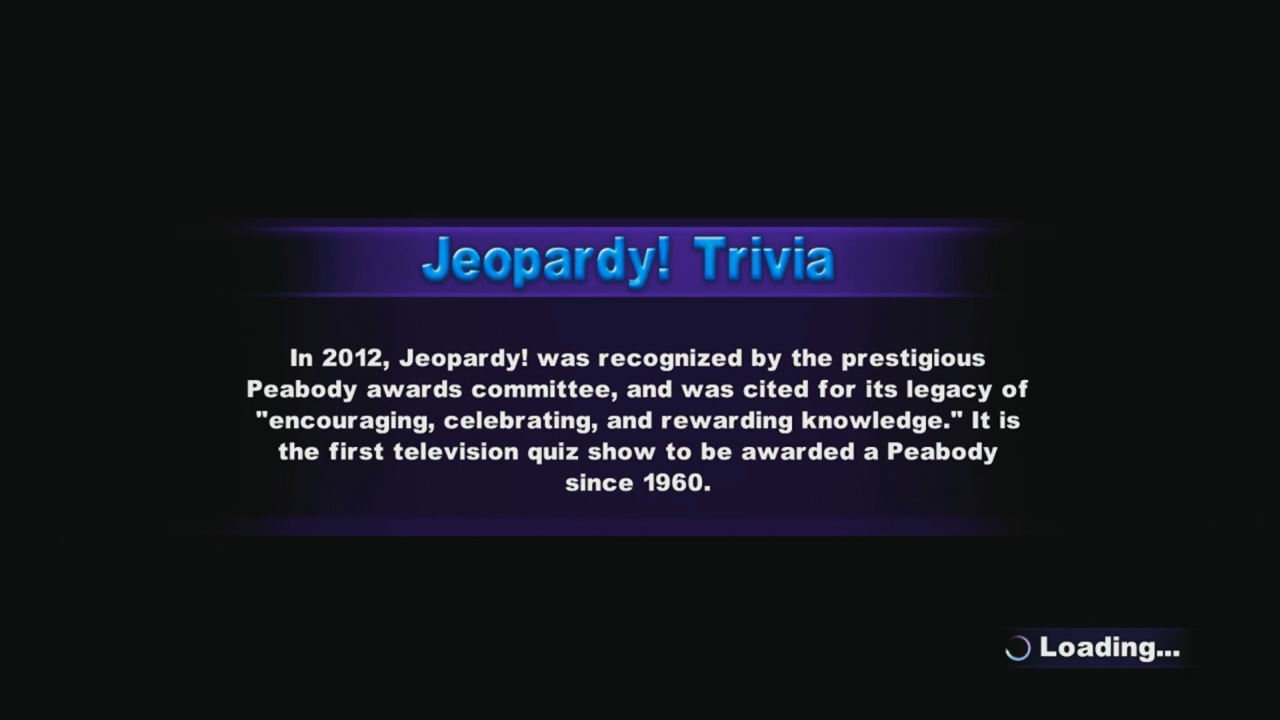 Jeopardy! Trivia
In 2012, Jeopardy! was recognized by the prestigious
Peabody awards committee, and was cited for its legacy of
"encouraging, celebrating, and rewarding knowledge." It is
the first television quiz show to be awarded a Peabody
since 1960.
Loading...